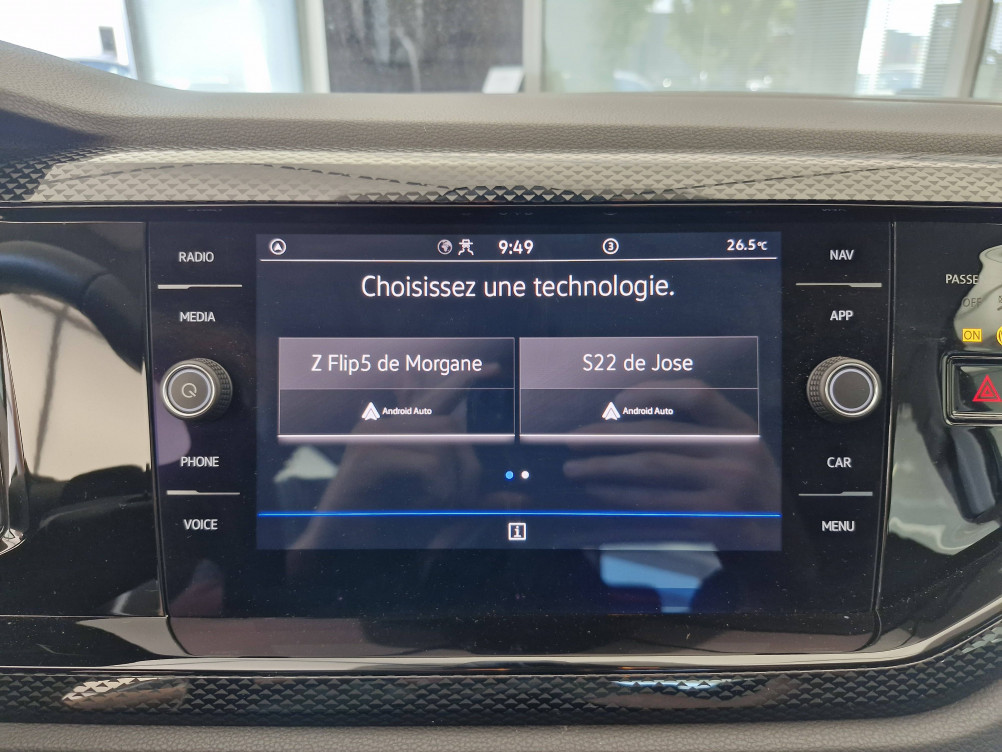 RADIO
MEDIA
PHONE
VOICE
9:49
3
26.5°C
Choisissez une technologie.
Z Flip5 de Morgane
Android Auto
S22 de Jose
Android Auto
i
NAV
APP
CAR
MENU
PASSE
OFF
ON